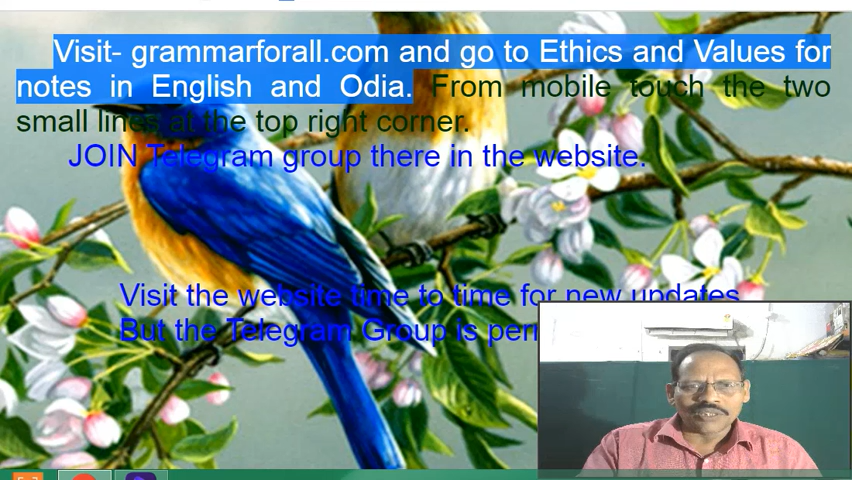 Visit- grammarforall.com and go to Ethics and Values for
notes in English and Odia. From mobile touch the two
small lines at the top right corner.
JOIN Telegram group there in the website.
Visit the website time to time for new updates
But the Telegram Group is